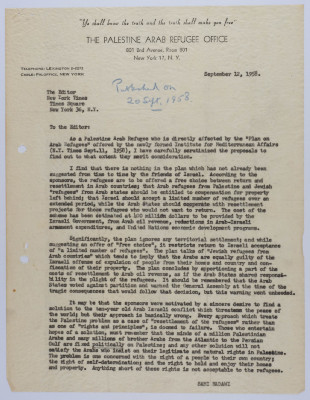 "Ye shall know the truth and the truth shall make you free"
THE PALESTINE ARAB REFUGEE OFFICE
801 2nd Avenue, Room 901
New York 17, N. Y.
September 12, 1958.
The Editor
New York Times
Times Square
New York 36, N.Y.
Published on
20 Sept, 1958.
To the Editor:
As a Palestine Arab Refugee who is directly affected by the "Plan on
Arab Refugees" offered by the newly formed Institute for Mediterranean Affairs
(N.Y. Times Sept.11, 1958), I have carefully scrutinized the proposals to
find out to what extent they merit consideration.
I find that there is nothing in the plan which has not already been
suggested from time to time by the friends of Israel. According to the
sponsors, the refugees are to be offered a free choice between return and
resettlement in Arab countries; that Arab refugees from Palestine and Jewish
"refugees" from Arab states should be entitled to compensation for property
left behind; that Israel should accept a limited number of refugees over an
extended period, while the Arab States should cooperate with resettlement
projects for those refugees who would not want to return. The cost of the
scheme has been estimated at 100 million dollars to be provided by the
Israeli Government, from Arab oil revenue, reductions in Arab-Israeli
armament expenditures, and United Nations economic development programs.
Significantly, the plan ignores any territorial settlement; and while
suggesting an offer of "free choice", it restricts return to Israeli acceptance
of "a limited number of refugees". It also speaks of "Jewish refugees from
Arab countries" which tends to imply that the Arabs are equally guilty of the
Israeli offense of expulsion of people from their homes and country and con-
fiscation of their property. The plan concludes by apportioning a part of the
costs of resettlement to Arab oil revenue, as if the Arab States shared responsi-
bility in the plight of the refugees. It should be remembered that the Arab
States voted against partition and warned the General Assembly at the time of the
tragic consequences that would follow that decision, but this warning went unheeded.
It may be that the sponsors were motivated by a sincere desire to find a
solution to the ten-year old Arab Israeli conflict which threatens the peace of
the world; but their approach is basically wrong. Every approach which treats
the Palestine problem as a case of "resettlement of the refugees" rather than
as one of "rights and principles", is doomed to failure. Those who entertain
hopes of a solution, must remember that the minds of a million Palestinian
Arabs and many millions of brother Arabs from the Atlantic to the Persian
Gulf are fixed politically on Palestine; and any other solution will not
satisfy the Arabs who insist on their legitimate and natural rights in Palestine.
The problem is one concerned with the right of a people to their own country;
the right of self-determination; and the right to hold and enjoy their homes
and property. Anything short of these rights is not acceptable to the refugees.
SAMI HADAWI